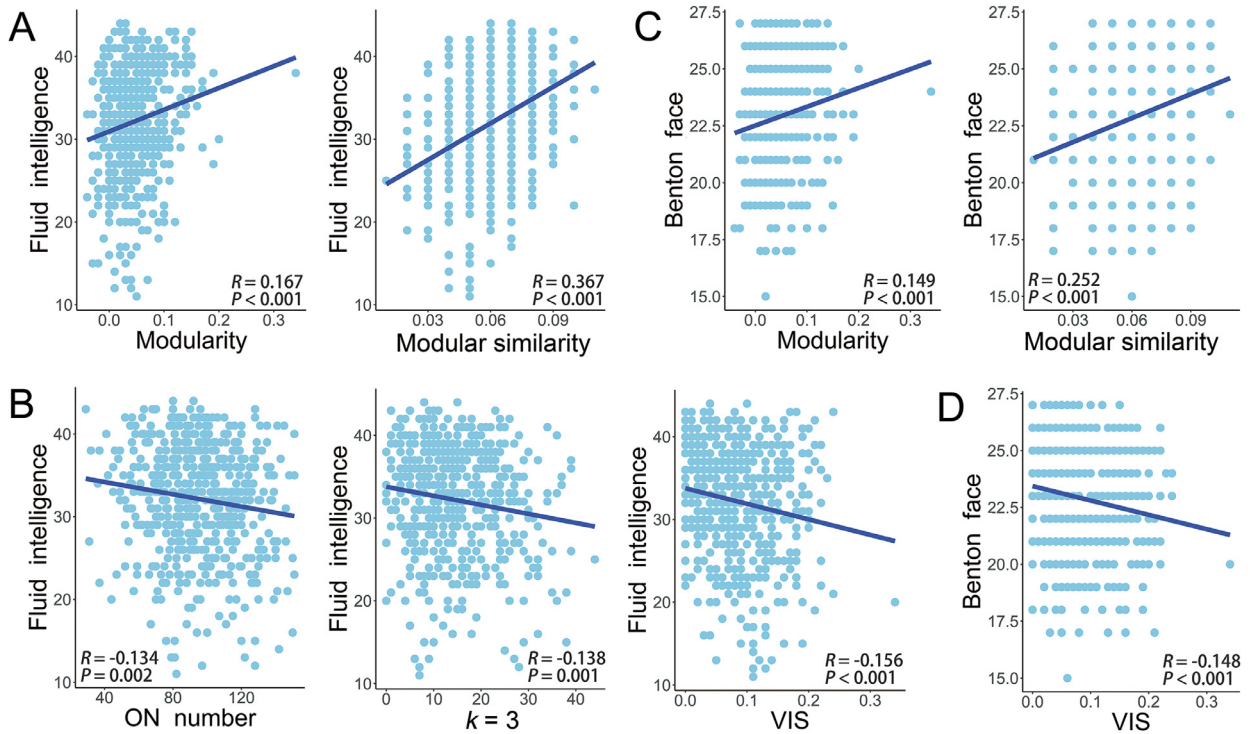 A
Fluid intelligence
40
30
20
10
R = 0.167
P < 0.001
0.0 0.1 0.2 0.3
Modularity
Fluid intelligence
40
30
20
10
R = 0.367
P < 0.001
0.03 0.06 0.09
Modular similarity
C
Benton face
27.5
25.0
22.5
20.0
17.5
15.0
R = 0.149
P < 0.001
0.0 0.1 0.2 0.3
Modularity
Benton face
27.5
25.0
22.5
20.0
17.5
15.0
R = 0.252
P < 0.001
0.03 0.06 0.09
Modular similarity
B
Fluid intelligence
40
30
20
10
R = -0.134
P = 0.002
40 80 120
ON number
Fluid intelligence
40
30
20
10
R = -0.138
P = 0.001
0 10 20 30 40
k = 3
Fluid intelligence
40
30
20
10
R = -0.156
P < 0.001
0.0 0.1 0.2 0.3
VIS
D
Benton face
27.5
25.0
22.5
20.0
17.5
15.0
R = -0.148
P < 0.001
0.0 0.1 0.2 0.3
VIS